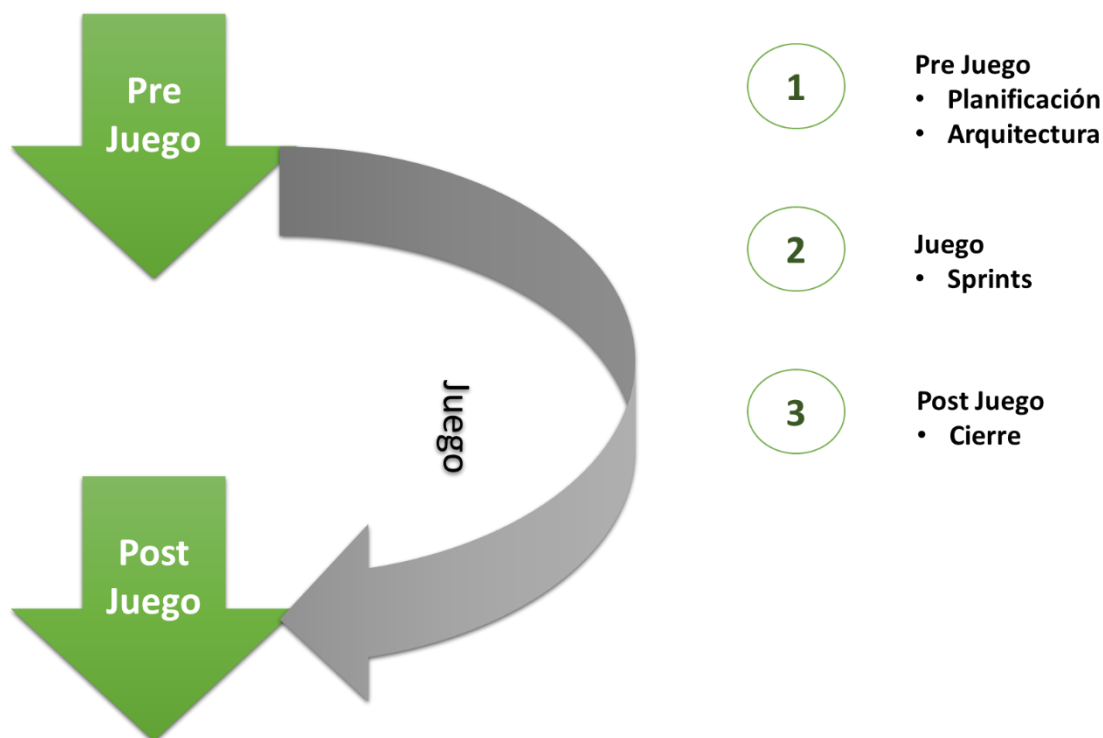 Pre
Juego
Juego
Post
Juego
1
Pre Juego
• Planificación
• Arquitectura
2
Juego
• Sprints
3
Post Juego
• Cierre